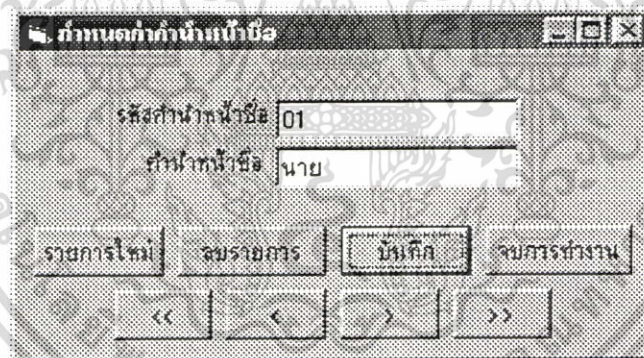 กำหนดค่าคำนำหน้าชื่อ
รหัสคำนำหน้าชื่อ 01
คำนำหน้าชื่อ นาย
รายการใหม่ ลบรายการ บันทึก จบการทำงาน
<< < > >>